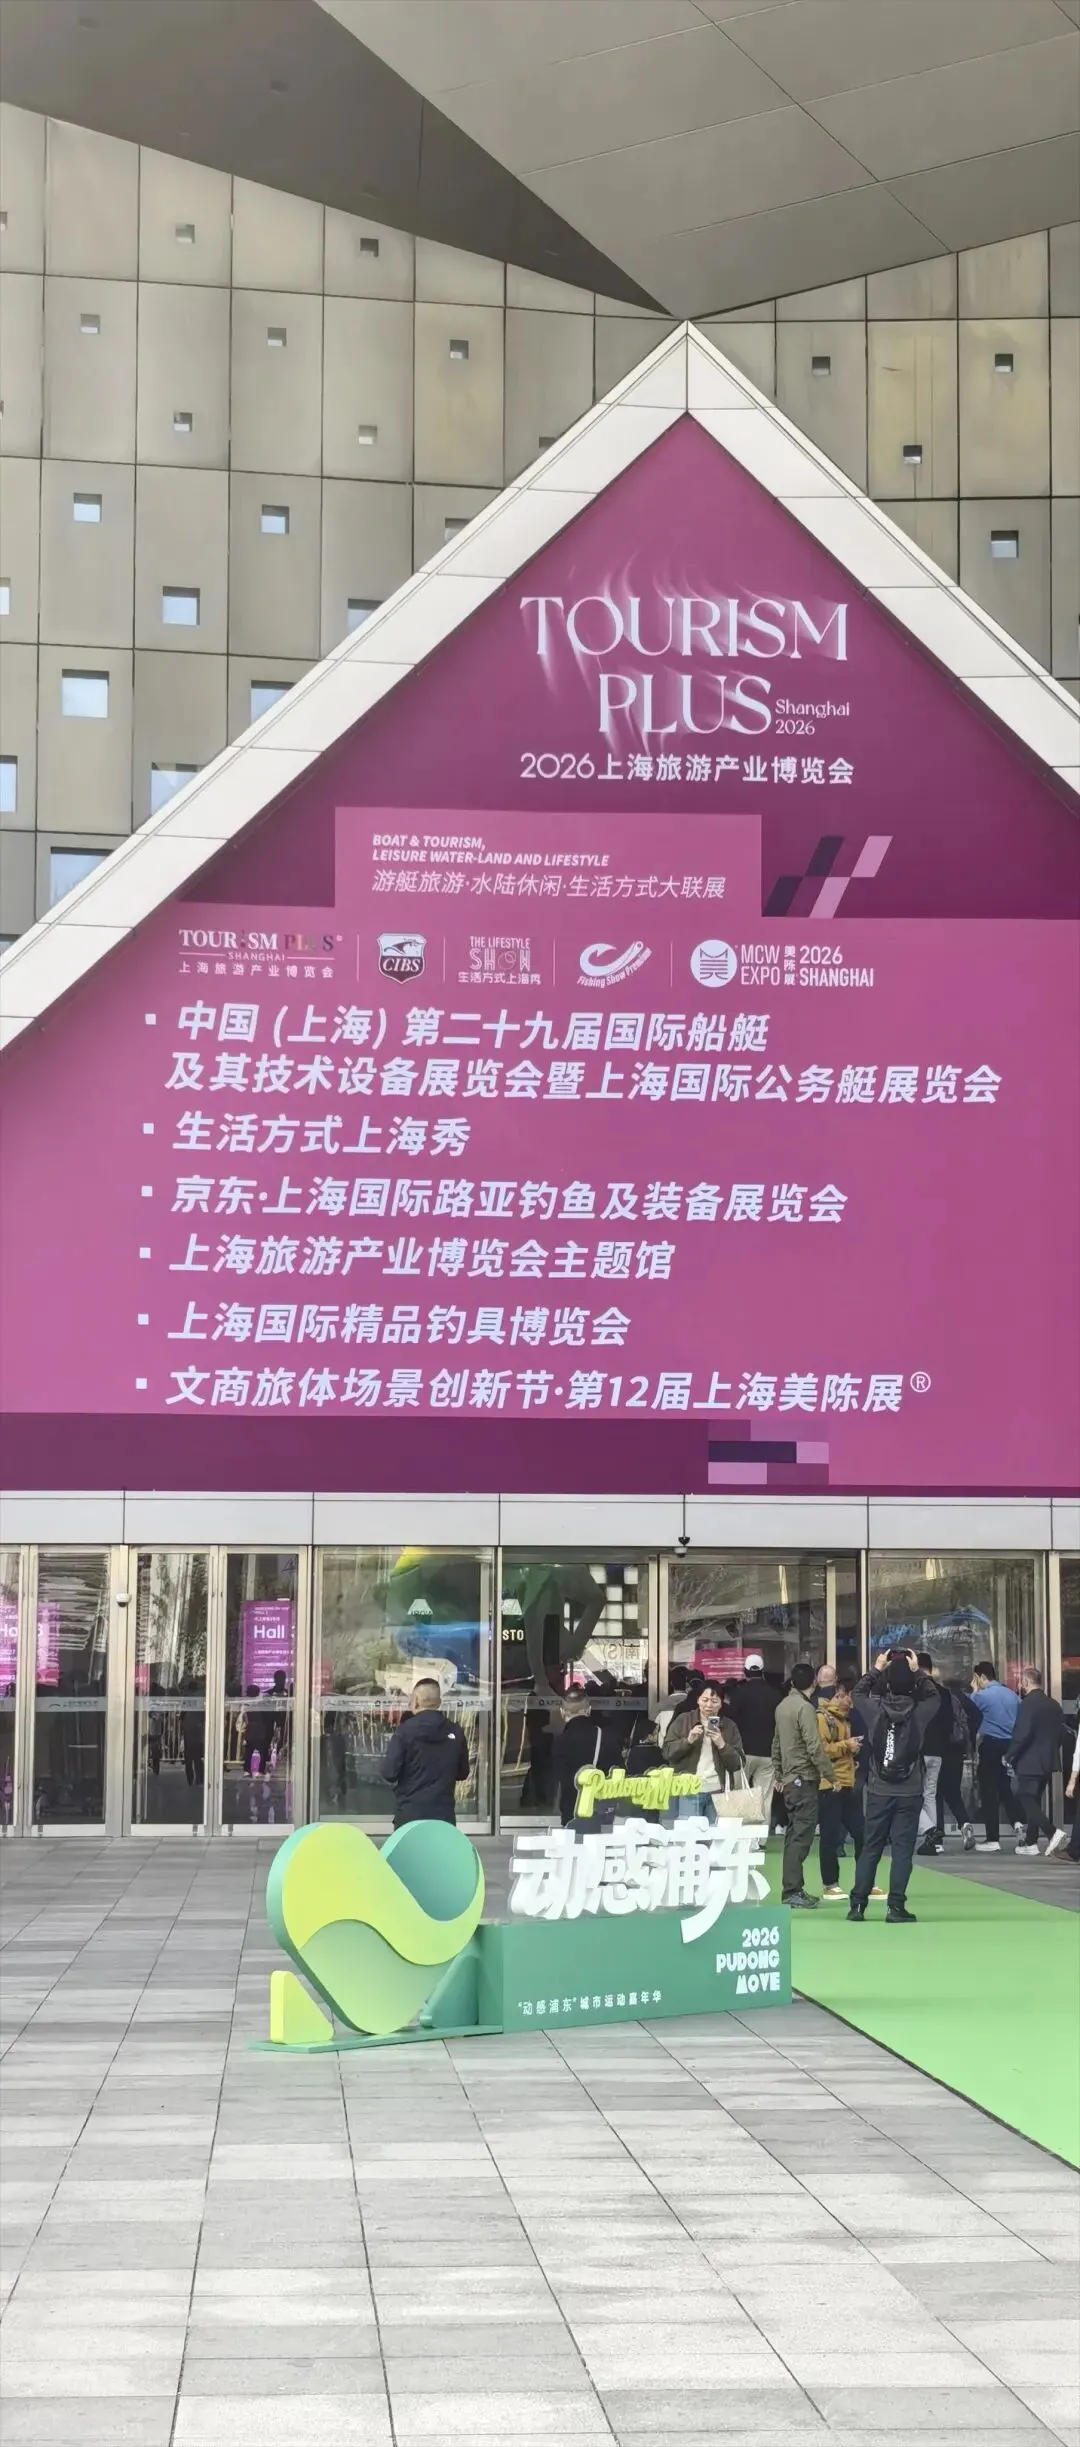 TOURISM
PLUS Shanghai 2026
2026上海旅游产业博览会
BOAT & TOURISM,
LEISURE WATER-LAND AND LIFESTYLE
游艇旅游·水陆休闲·生活方式大联展
TOURISM PLUS
SHANGHAI
上海旅游产业博览会
CIBS
THE LIFESTYLE
SHOW
生活方式上海秀
Fishing Show Premium
美 MCW EXPO 美陈展 2026 SHANGHAI
▪ 中国 (上海) 第二十九届国际船艇
及其技术设备展览会暨上海国际公务艇展览会
▪ 生活方式上海秀
▪ 京东·上海国际路亚钓鱼及装备展览会
▪ 上海旅游产业博览会主题馆
▪ 上海国际精品钓具博览会
▪ 文商旅体场景创新节·第12届上海美陈展®
Hall
Pudong Move
动感浦东
2026
PUDONG
MOVE
"动感浦东"城市运动嘉年华